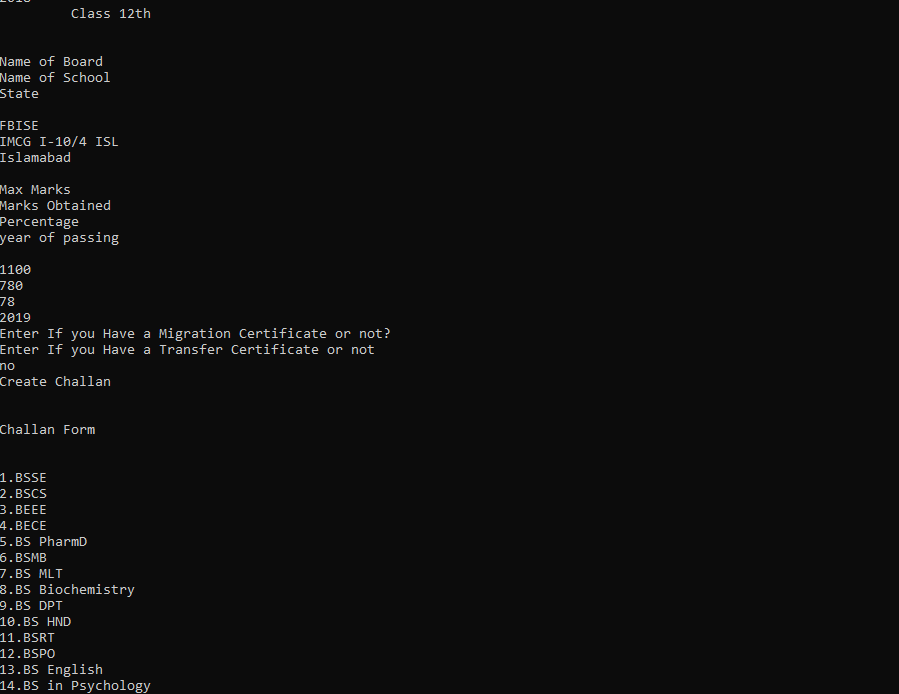 2018
Class 12th
Name of Board
Name of School
State
FBISE
IMCG I-10/4 ISL
Islamabad
Max Marks
Marks Obtained
Percentage
year of passing
1100
780
78
2019
Enter If you Have a Migration Certificate or not?
Enter If you Have a Transfer Certificate or not
no
Create Challan
Challan Form
1.BSSE
2.BSCS
3.BEEE
4.BECE
5.BS PharmD
6.BSMB
7.BS MLT
8.BS Biochemistry
9.BS DPT
10.BS HND
11.BSRT
12.BSPO
13.BS English
14.BS in Psychology